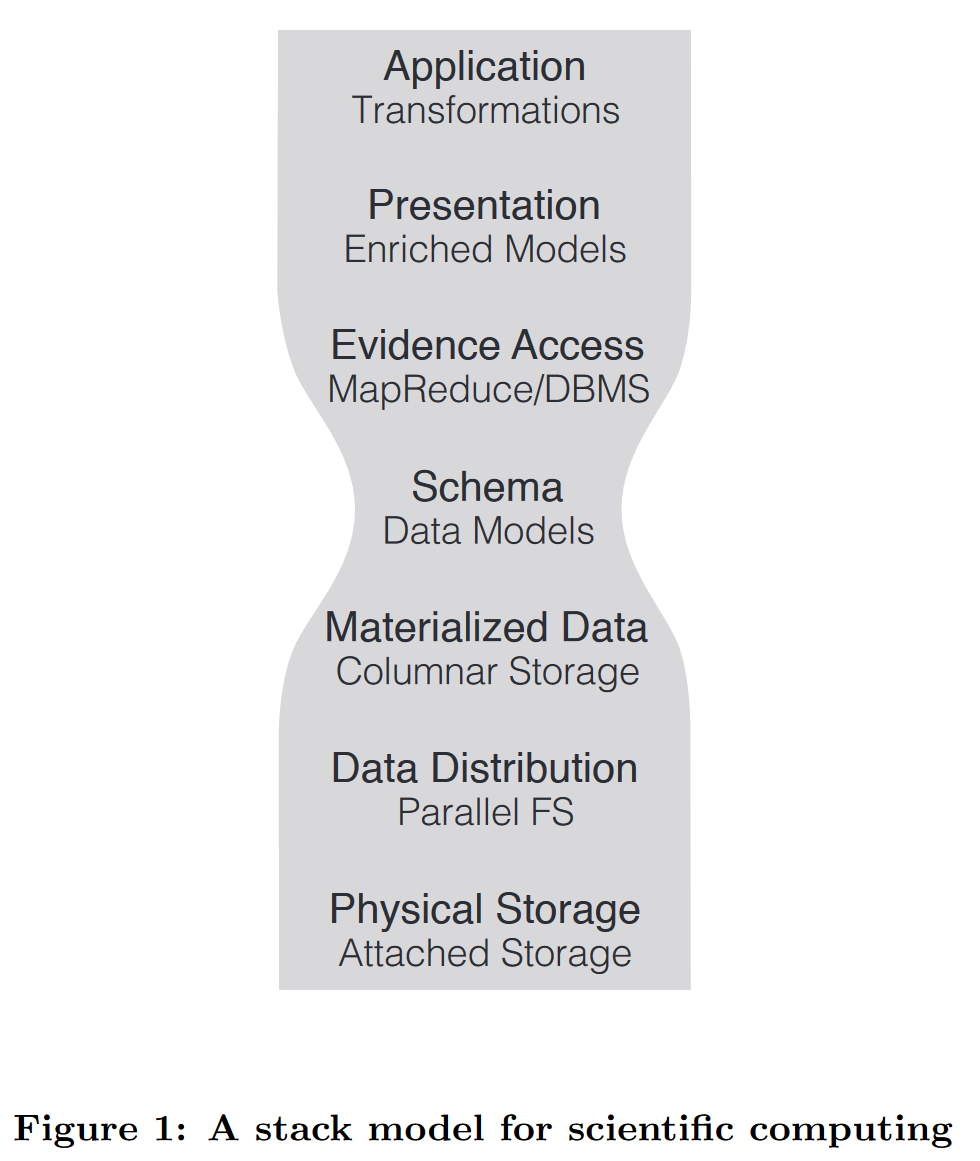 Application
Transformations
Presentation
Enriched Models
Evidence Access
MapReduce/DBMS
Schema
Data Models
Materialized Data
Columnar Storage
Data Distribution
Parallel FS
Physical Storage
Attached Storage
Figure 1: A stack model for scientific computing